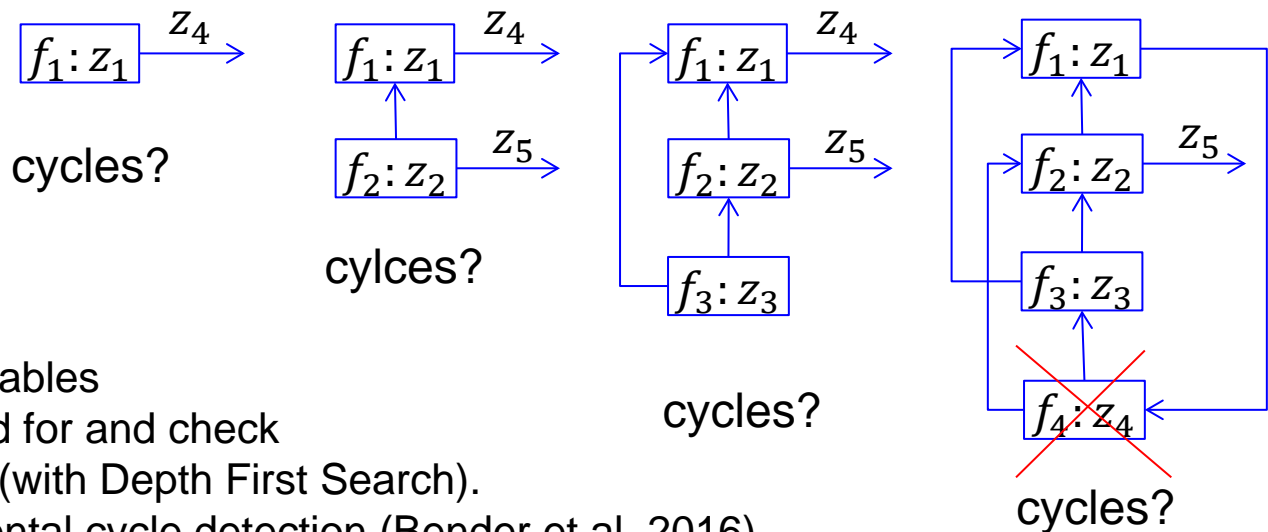 f₁: z₁
z₄
cycles?
f₁: z₁
z₄
f₂: z₂
z₅
cylces?
f₁: z₁
z₄
f₂: z₂
z₅
f₃: z₃
cycles?
f₁: z₁
f₂: z₂
z₅
f₃: z₃
f₄: z₄
cycles?
ables
d for and check
(with Depth First Search).
ental cycle detection (Bender et al. 2016)